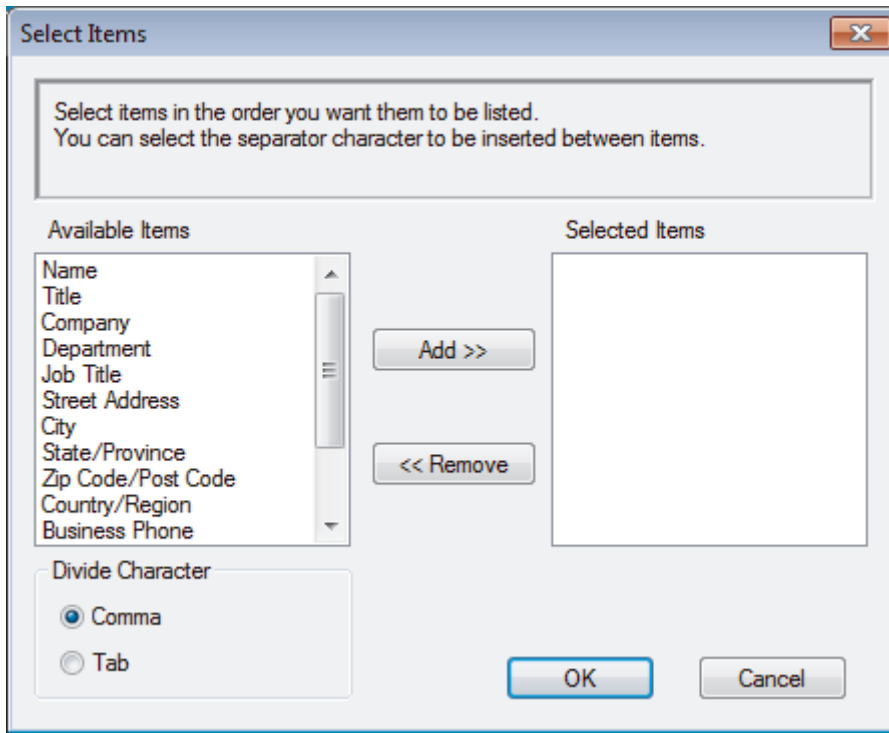 Select Items
Select items in the order you want them to be listed.
You can select the separator character to be inserted between items.
Available Items
Name
Title
Company
Department
Job Title
Street Address
City
State/Province
Zip Code/Post Code
Country/Region
Business Phone
Add >>
<< Remove
Selected Items
Divide Character
Comma
Tab
OK
Cancel